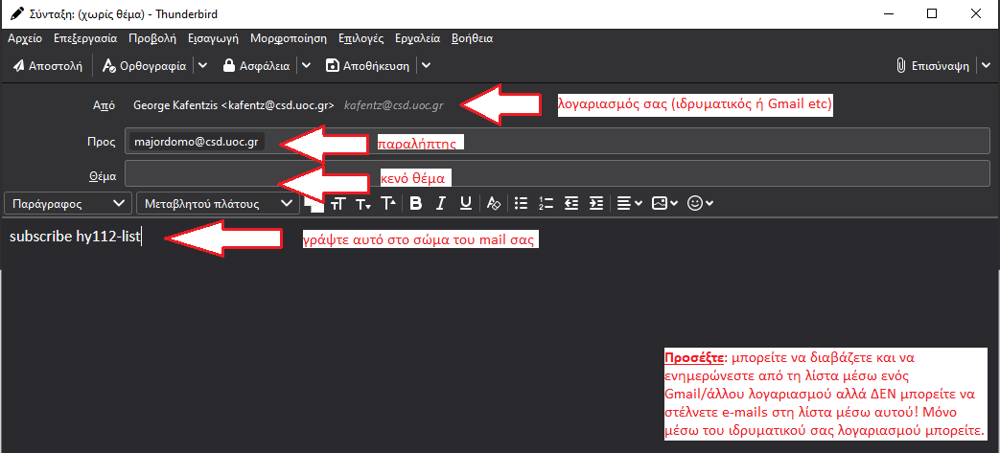 Σύνταξη: (χωρίς θέμα) - Thunderbird
Αρχείο Επεξεργασία Προβολή Εισαγωγή Μορφοποίηση Επιλογές Εργαλεία Βοήθεια
Αποστολή Ορθογραφία Ασφάλεια Αποθήκευση Επισύναψη
Από George Kafentzis <kafentz@csd.uoc.gr> kafentz@csd.uoc.gr λογαριασμός σας (ιδρυματικός ή Gmail etc)
Προς majordomo@csd.uoc.gr παραλήπτης
Θέμα κενό θέμα
Παράγραφος Μεταβλητού πλάτους
subscribe hy112-list γράψτε αυτό στο σώμα του mail σας
Προσέξτε: μπορείτε να διαβάζετε και να
ενημερώνεστε από τη λίστα μέσω ενός
Gmail/άλλου λογαριασμού αλλά ΔΕΝ μπορείτε να
στέλνετε e-mails στη λίστα μέσω αυτού! Μόνο
μέσω του ιδρυματικού σας λογαριασμού μπορείτε.